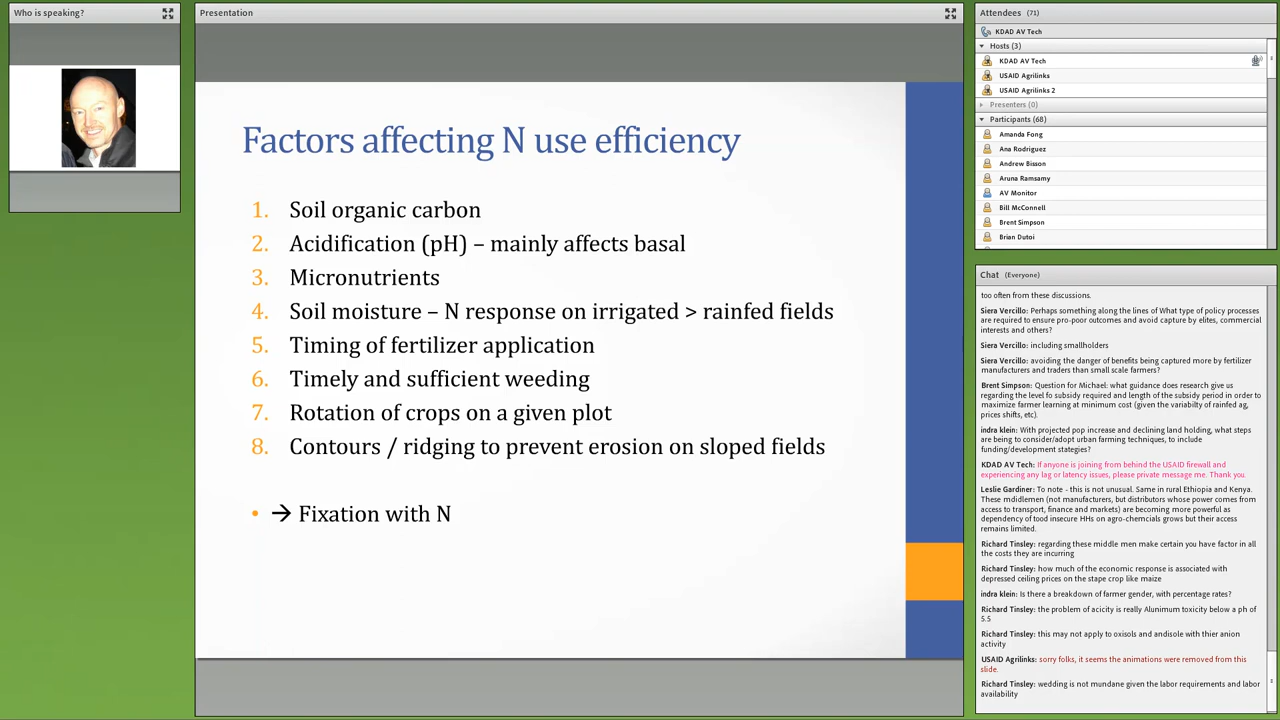 Who is speaking?
Presentation
Factors affecting N use efficiency
1. Soil organic carbon
2. Acidification (pH) – mainly affects basal
3. Micronutrients
4. Soil moisture – N response on irrigated > rainfed fields
5. Timing of fertilizer application
6. Timely and sufficient weeding
7. Rotation of crops on a given plot
8. Contours / ridging to prevent erosion on sloped fields
• → Fixation with N
Attendees (71)
KDAD AV Tech
Hosts (3)
KDAD AV Tech
USAID Agrilinks
USAID Agrilinks 2
Presenters (0)
Participants (68)
Amanda Fong
Ana Rodriguez
Andrew Bisson
Aruna Ramsamy
AV Monitor
Bill McConnell
Brent Simpson
Brian Dutoi
Chat (Everyone)
too often from these discussions.
Siera Vercillo: Perhaps something along the lines of What type of policy processes
are required to ensure pro-poor outcomes and avoid capture by elites, commercial
interests and others?
Siera Vercillo: including smallholders
Siera Vercillo: avoiding the danger of benefits being captured more by fertilizer
manufacturers and traders than small scale farmers?
Brent Simpson: Question for Michael: what guidance does research give us
regarding the level fo subsidy required and length of the subsidy period in order to
maximize farmer learning at minimum cost (given the variabilty of rainfed ag,
prices shifts, etc).
indra klein: With projected pop increase and declining land holding, what steps
are being to consider/adopt urban farming techniques, to include
funding/development stategies?
KDAD AV Tech: If anyone is joining from behind the USAID firewall and
experiencing any lag or latency issues, please private message me. Thank you.
Leslie Gardiner: To note - this is not unusual. Same in rural Ethiopia and Kenya.
These mdidlemen (not manufacturers, but distributors whose power comes from
access to transport, finance and markets) are becoming more powerful as
dependency of tood insecure HHs on agro-chemcials grows but their access
remains limited.
Richard Tinsley: regarding these middle men make certain you have factor in all
the costs they are incurring
Richard Tinsley: how much of the economic response is associated with
depressed ceiling prices on the stape crop like maize
indra klein: Is there a breakdown of farmer gender, with percentage rates?
Richard Tinsley: the problem of acicity is really Alunimum toxicity below a ph of
5.5
Richard Tinsley: this may not apply to oxisols and andisole with thier anion
activity
USAID Agrilinks: sorry folks, it seems the animations were removed from this
slide.
Richard Tinsley: wedding is not mundane given the labor requirements and labor
availability